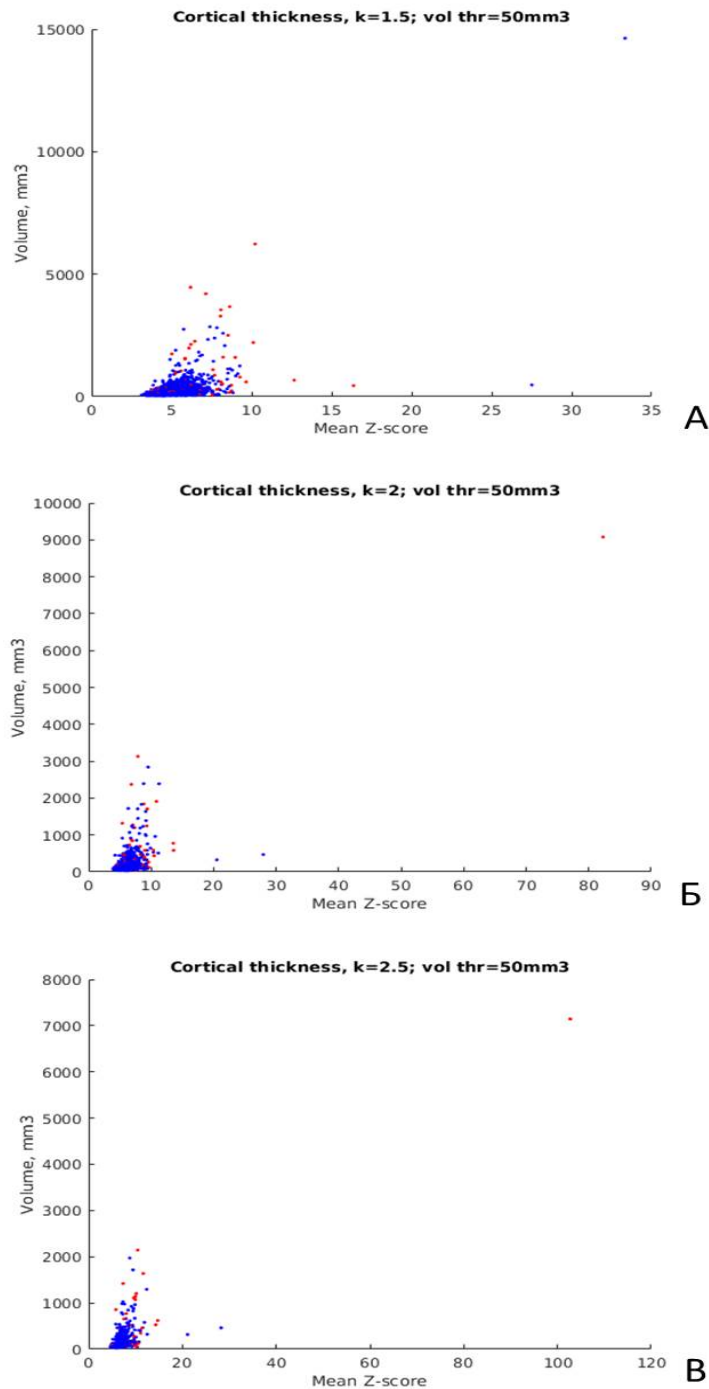 Cortical thickness, k=1.5; vol thr=50mm3
15000
10000
5000
0
Volume, mm3
0 5 10 15 20 25 30 35
Mean Z-score
А
Cortical thickness, k=2; vol thr=50mm3
10000
9000
8000
7000
6000
5000
4000
3000
2000
1000
0
Volume, mm3
0 10 20 30 40 50 60 70 80 90
Mean Z-score
Б
Cortical thickness, k=2.5; vol thr=50mm3
8000
7000
6000
5000
4000
3000
2000
1000
0
Volume, mm3
0 20 40 60 80 100 120
Mean Z-score
В